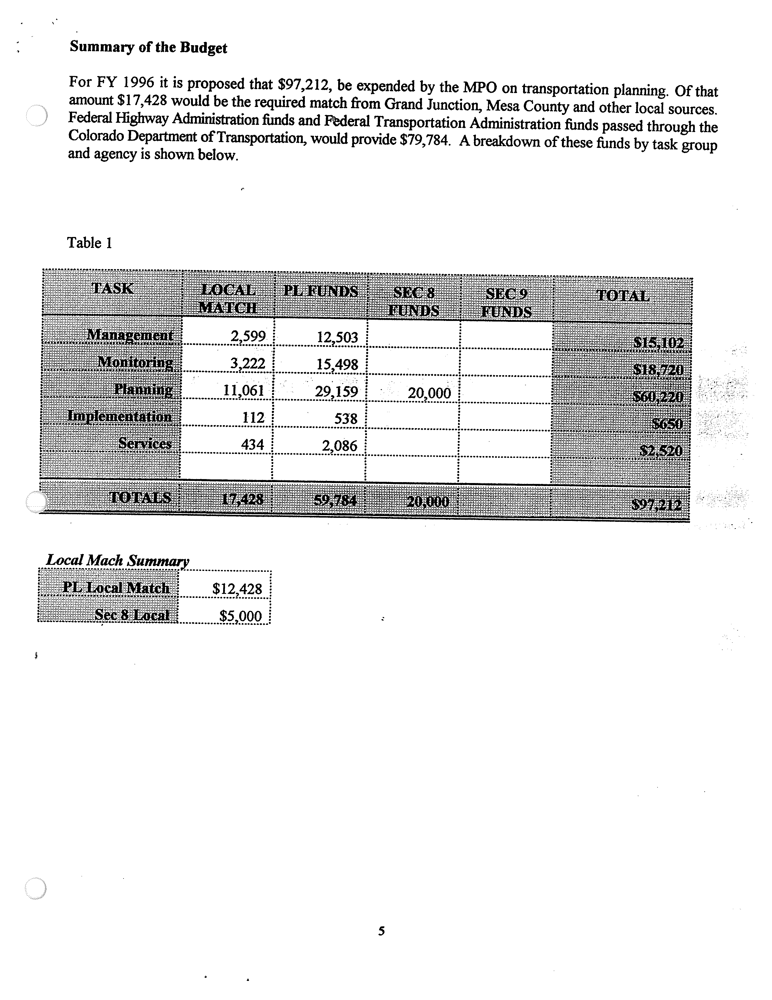 Summary of the Budget
For FY 1996 it is proposed that $97,212, be expended by the MPO on transportation planning. Of that
amount $17,428 would be the required match from Grand Junction, Mesa County and other local sources.
Federal Highway Administration funds and Federal Transportation Administration funds passed through the
Colorado Department of Transportation, would provide $79,784. A breakdown of these funds by task group
and agency is shown below.
Table 1
TASK LOCAL MATCH PL FUNDS SEC 8 FUNDS SEC 9 FUNDS TOTAL
Management 2,599 12,503 $15,102
Monitoring 3,222 15,498 $18,720
Planning 11,061 29,159 20,000 $60,220
Implementation 112 538 $650
Services 434 2,086 $2,520
TOTALS 17,428 59,784 20,000 $97,212
Local Mach Summary
PL Local Match $12,428
Sec 8 Local $5,000
5